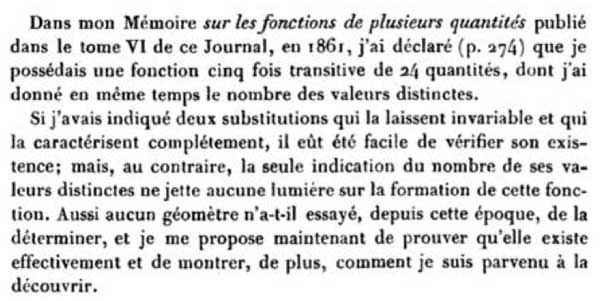 Dans mon Mémoire sur les fonctions de plusieurs quantités publié
dans le tome VI de ce Journal, en 1861, j'ai déclaré (p. 274) que je
possédais une fonction cinq fois transitive de 24 quantités, dont j'ai
donné en même temps le nombre des valeurs distinctes.
Si j'avais indiqué deux substitutions qui la laissent invariable et qui
la caractérisent complétement, il eût été facile de vérifier son exis-
tence; mais, au contraire, la seule indication du nombre de ses va-
leurs distinctes ne jette aucune lumière sur la formation de cette fonc-
tion. Aussi aucun géomètre n'a-t-il essayé, depuis cette époque, de la
déterminer, et je me propose maintenant de prouver qu'elle existe
effectivement et de montrer, de plus, comment je suis parvenu à la
découvrir.